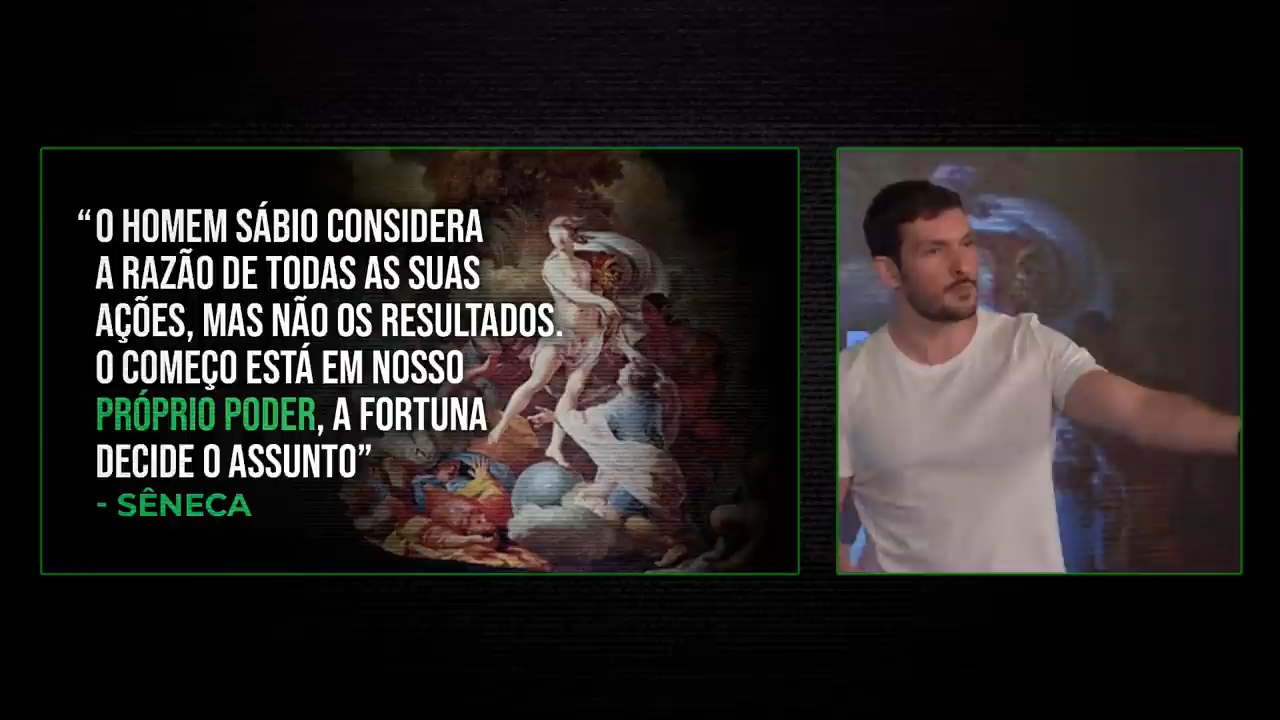 “O HOMEM SÁBIO CONSIDERA
A RAZÃO DE TODAS AS SUAS
AÇÕES, MAS NÃO OS RESULTADOS.
O COMEÇO ESTÁ EM NOSSO
PRÓPRIO PODER, A FORTUNA
DECIDE O ASSUNTO”
- SÊNECA